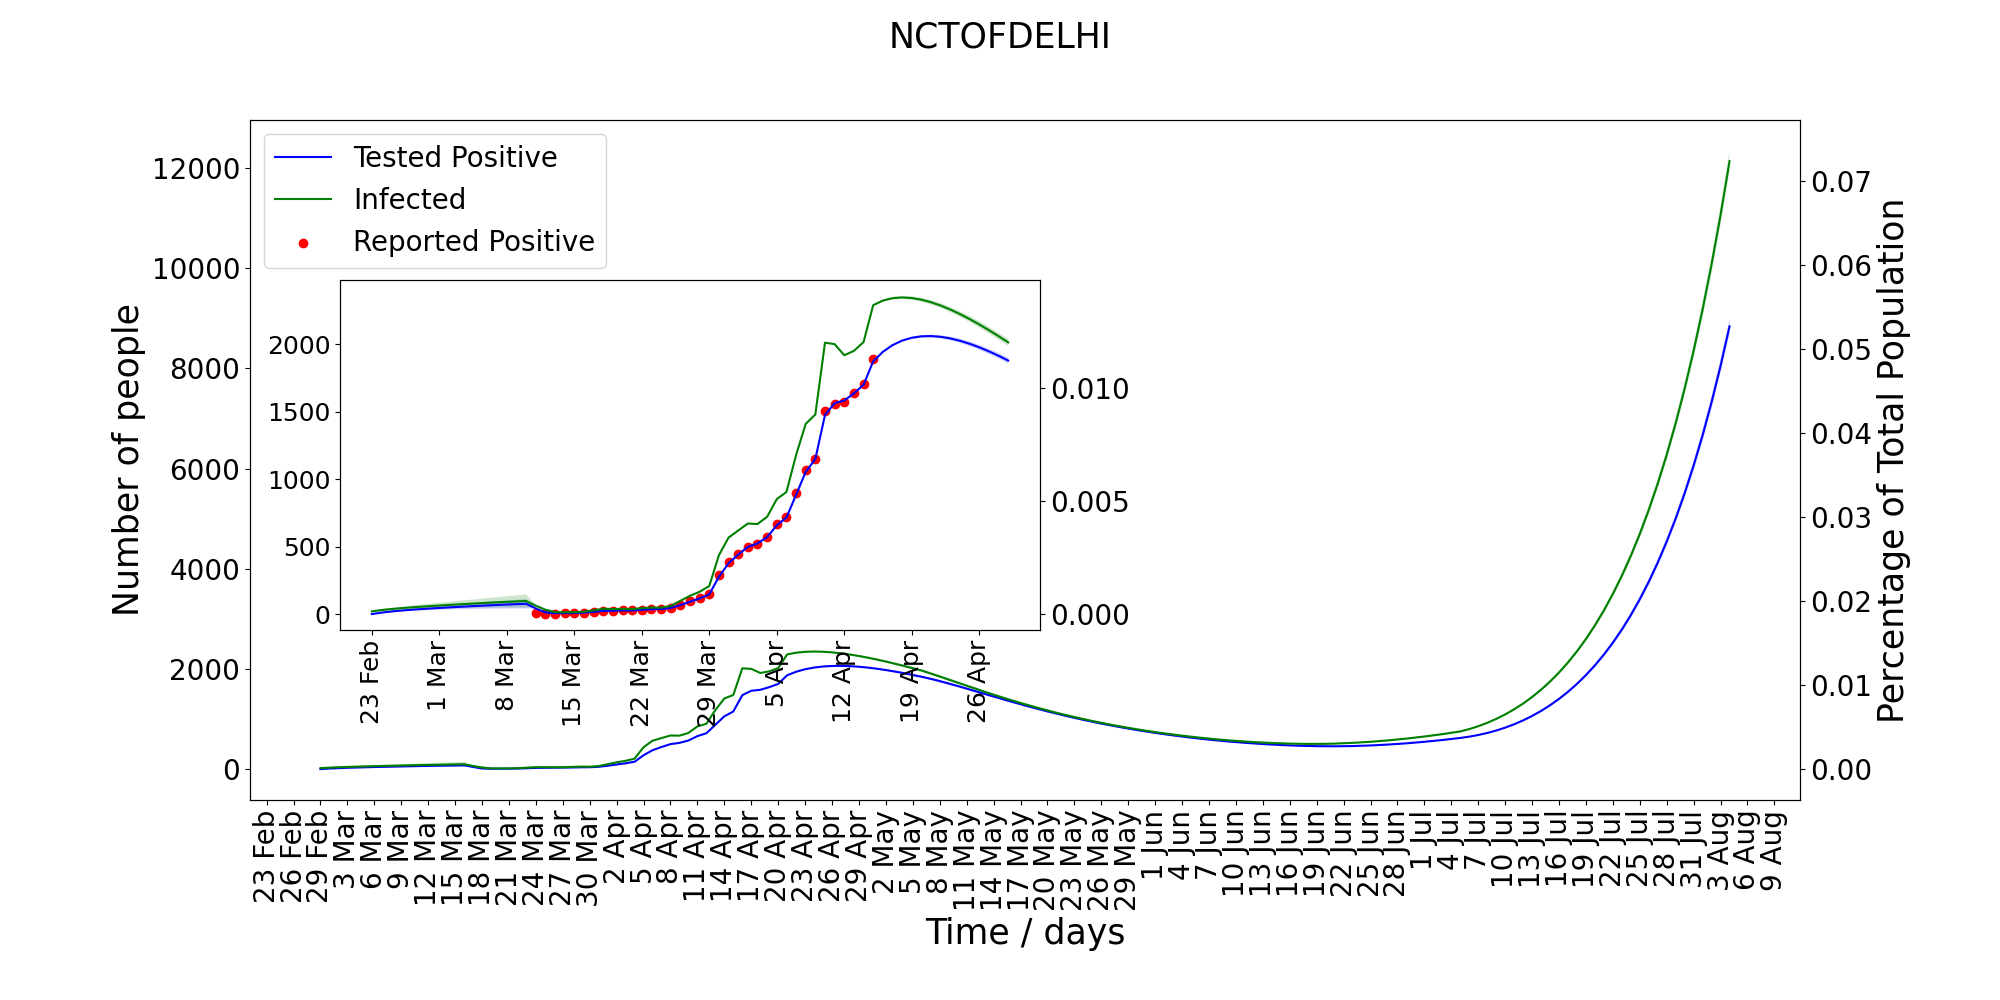 NCTOFDELHI
Tested Positive
Infected
Reported Positive
Number of people
12000
10000
8000
6000
4000
2000
0
Percentage of Total Population
0.07
0.06
0.05
0.04
0.03
0.02
0.01
0.00
2000
1500
1000
500
0
0.010
0.005
0.000
23 Feb
1 Mar
8 Mar
15 Mar
22 Mar
29 Mar
5 Apr
12 Apr
19 Apr
26 Apr
23 Feb
26 Feb
29 Feb
3 Mar
6 Mar
9 Mar
12 Mar
15 Mar
18 Mar
21 Mar
24 Mar
27 Mar
30 Mar
2 Apr
5 Apr
8 Apr
11 Apr
14 Apr
17 Apr
20 Apr
23 Apr
26 Apr
29 Apr
2 May
5 May
8 May
11 May
14 May
17 May
20 May
23 May
26 May
29 May
1 Jun
4 Jun
7 Jun
10 Jun
13 Jun
16 Jun
19 Jun
22 Jun
25 Jun
28 Jun
1 Jul
4 Jul
7 Jul
10 Jul
13 Jul
16 Jul
19 Jul
22 Jul
25 Jul
28 Jul
31 Jul
3 Aug
6 Aug
9 Aug
Time / days